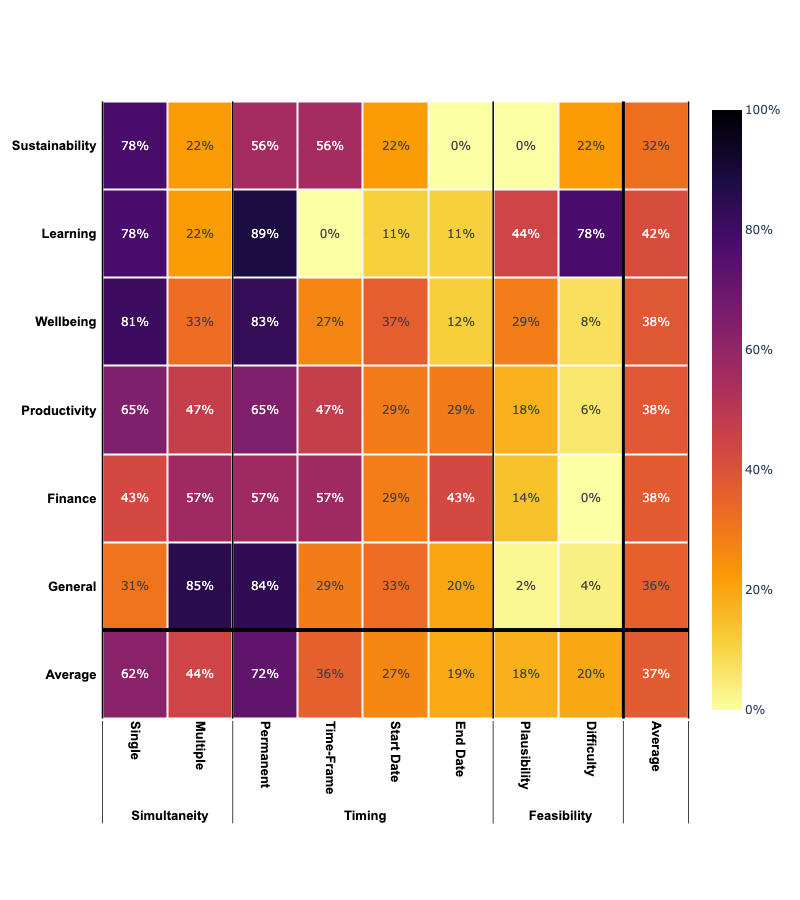 100%
Sustainability 78% 22% 56% 56% 22% 0% 0% 22% 32%
Learning 78% 22% 89% 0% 11% 11% 44% 78% 42%
80%
Wellbeing 81% 33% 83% 27% 37% 12% 29% 8% 38%
60%
Productivity 65% 47% 65% 47% 29% 29% 18% 6% 38%
40%
Finance 43% 57% 57% 57% 29% 43% 14% 0% 38%
General 31% 85% 84% 29% 33% 20% 2% 4% 36%
20%
Average 62% 44% 72% 36% 27% 19% 18% 20% 37%
0%
Single Multiple Permanent Time-Frame Start Date End Date Plausibility Difficulty Average
Simultaneity Timing Feasibility